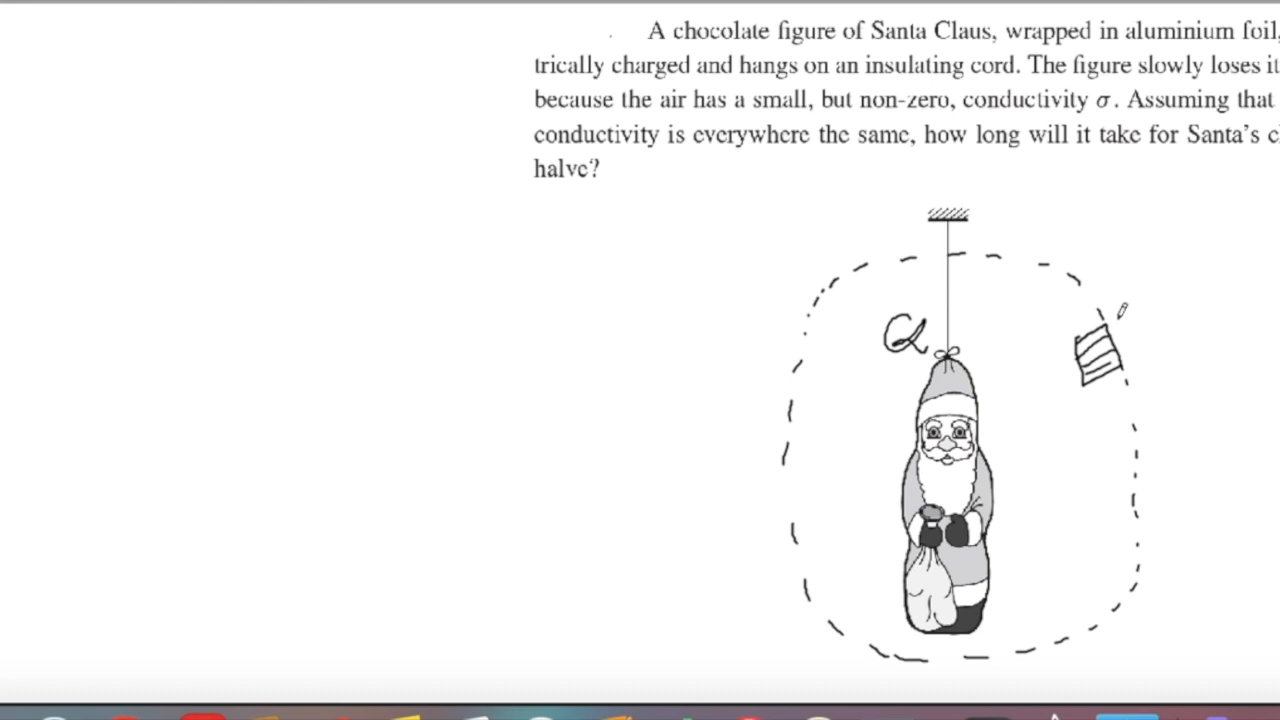 A chocolate figure of Santa Claus, wrapped in aluminium foil,
trically charged and hangs on an insulating cord. The figure slowly loses it
because the air has a small, but non-zero, conductivity σ. Assuming that
conductivity is everywhere the same, how long will it take for Santa's c
halve?
Q